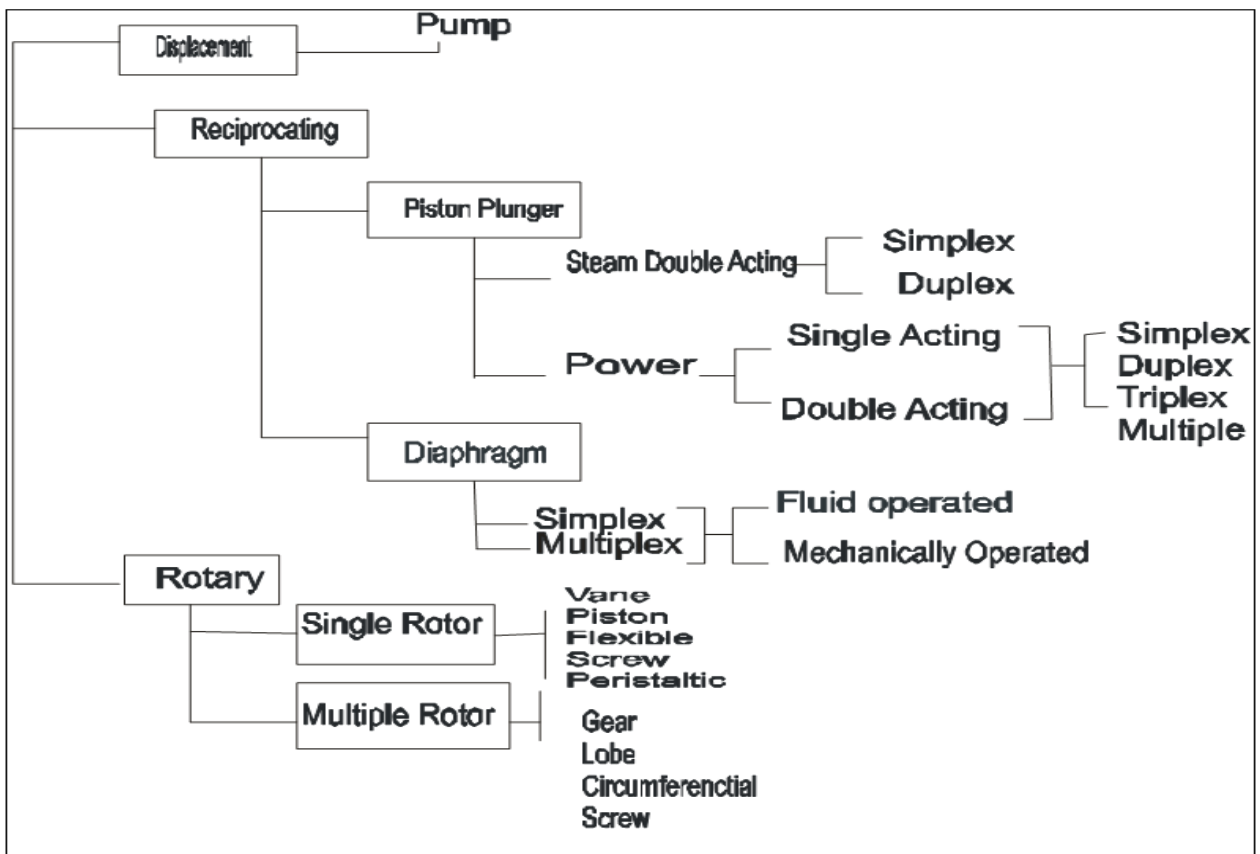 Pump
Displacement
Reciprocating
Piston Plunger
Steam Double Acting
Simplex
Duplex
Power
Single Acting
Double Acting
Simplex
Duplex
Triplex
Multiple
Diaphragm
Simplex
Multiplex
Fluid operated
Mechanically Operated
Rotary
Single Rotor
Vane
Piston
Flexible
Screw
Peristaltic
Multiple Rotor
Gear
Lobe
Circumferenctial
Screw